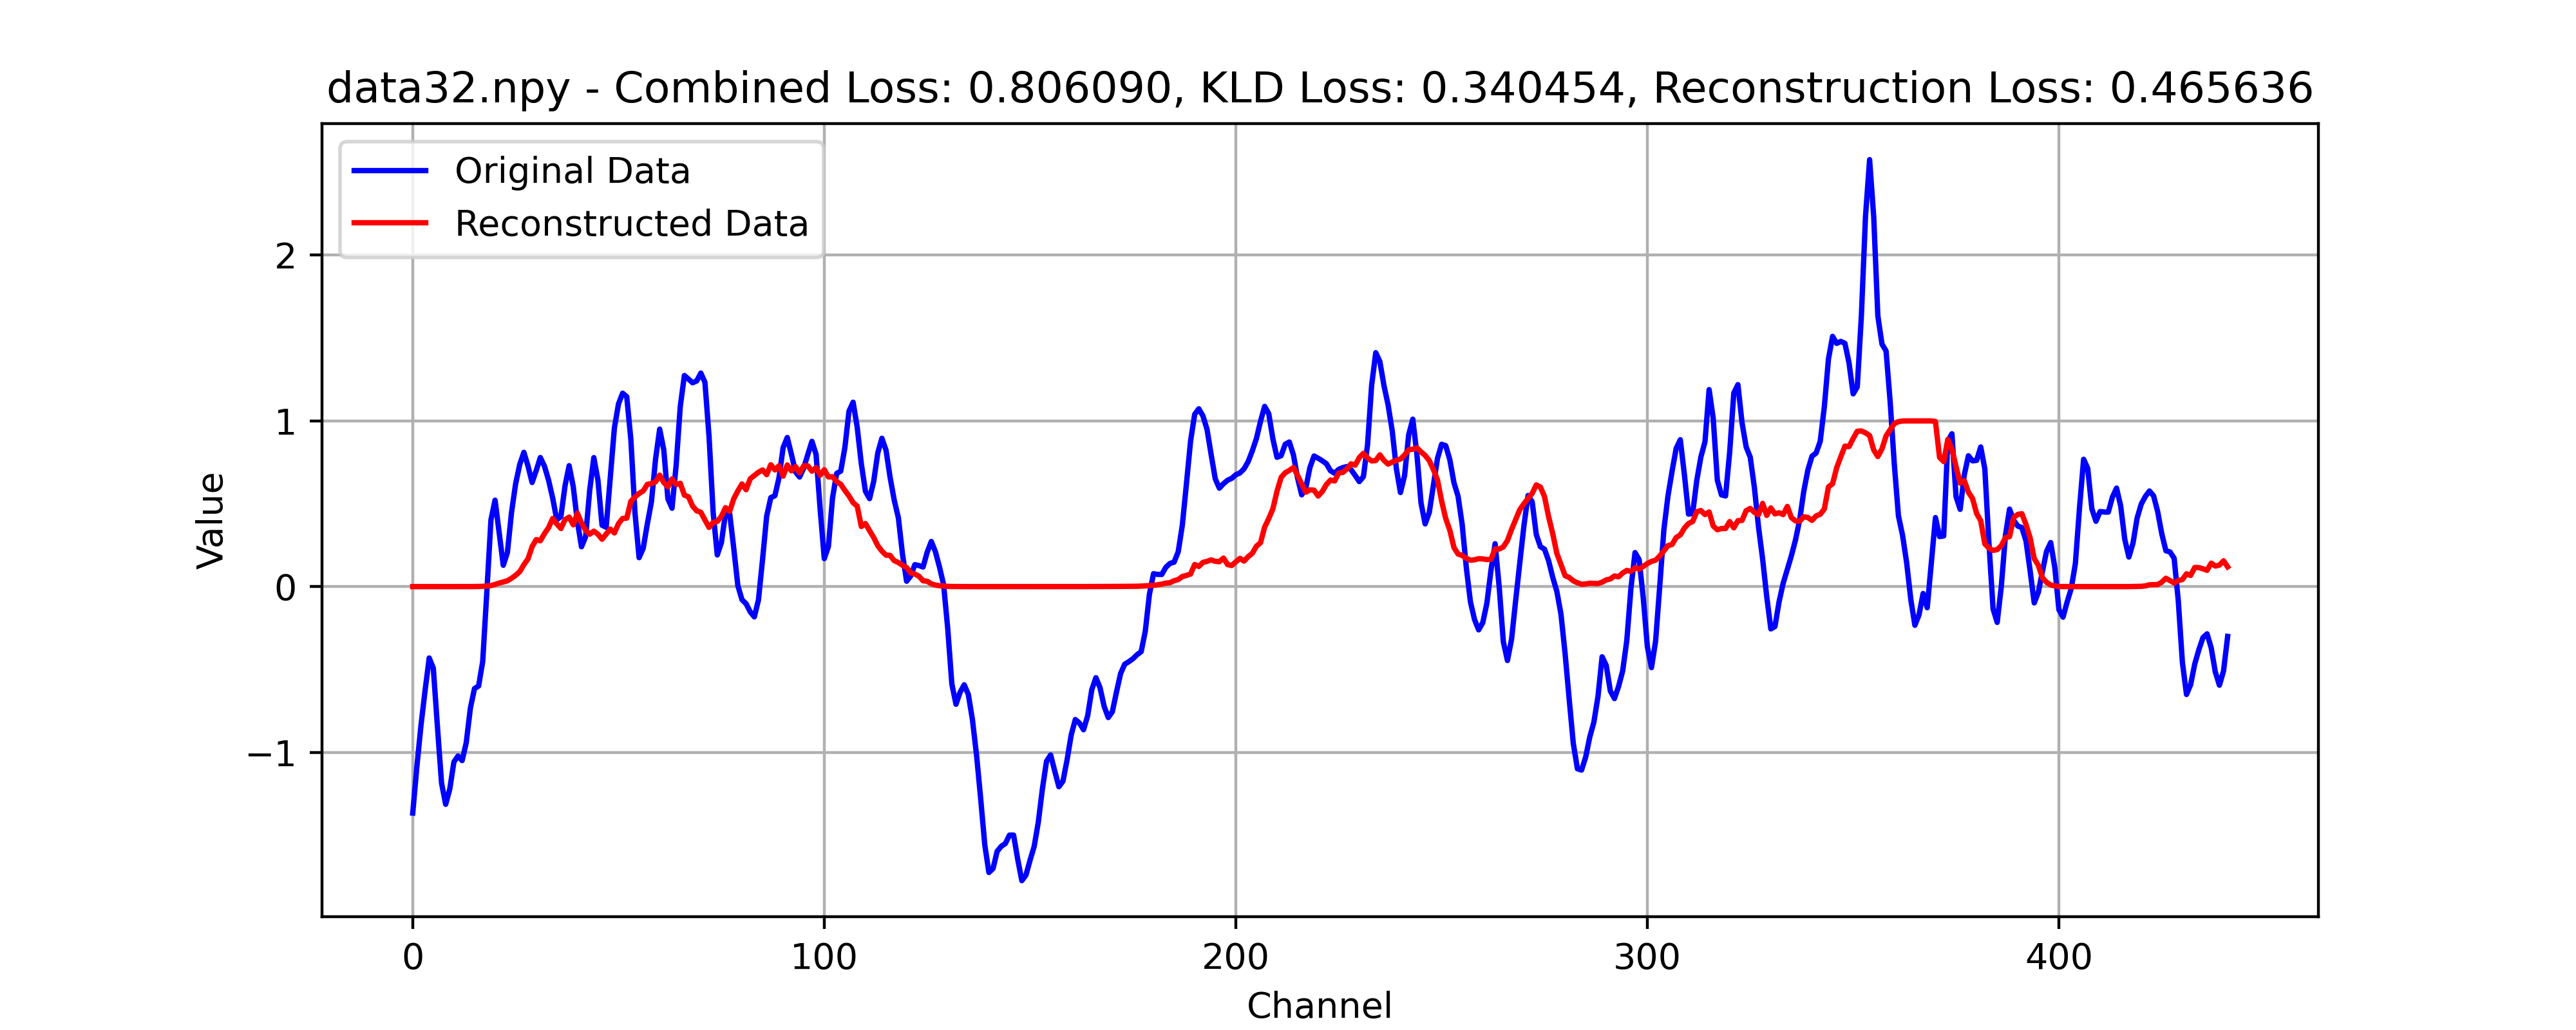 data32.npy - Combined Loss: 0.806090, KLD Loss: 0.340454, Reconstruction Loss: 0.465636
Original Data
Reconstructed Data
2
1
0
−1
Value
0 100 200 300 400
Channel